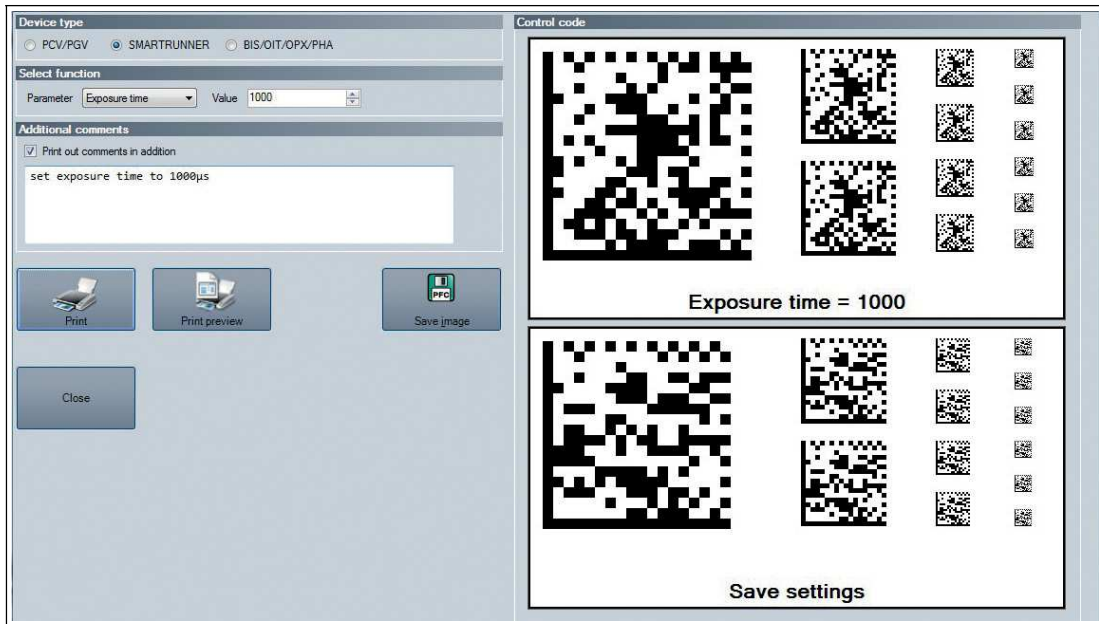 Device type
PCV/PGV SMARTRUNNER BIS/OIT/OPX/PHA
Select function
Parameter Exposure time Value 1000
Additional comments
Print out comments in addition
set exposure time to 1000µs
Print Print preview PFC Save image
Close
Control code
Exposure time = 1000
Save settings